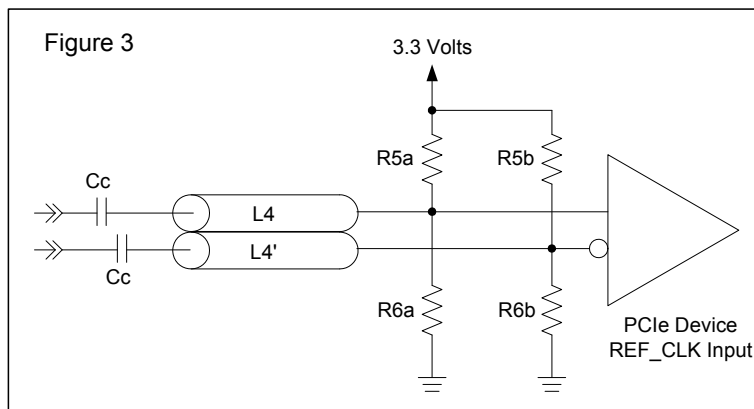 Figure 3
3.3 Volts
R5a
R5b
Cc
L4
L4'
Cc
R6a
R6b
PCIe Device
REF_CLK Input